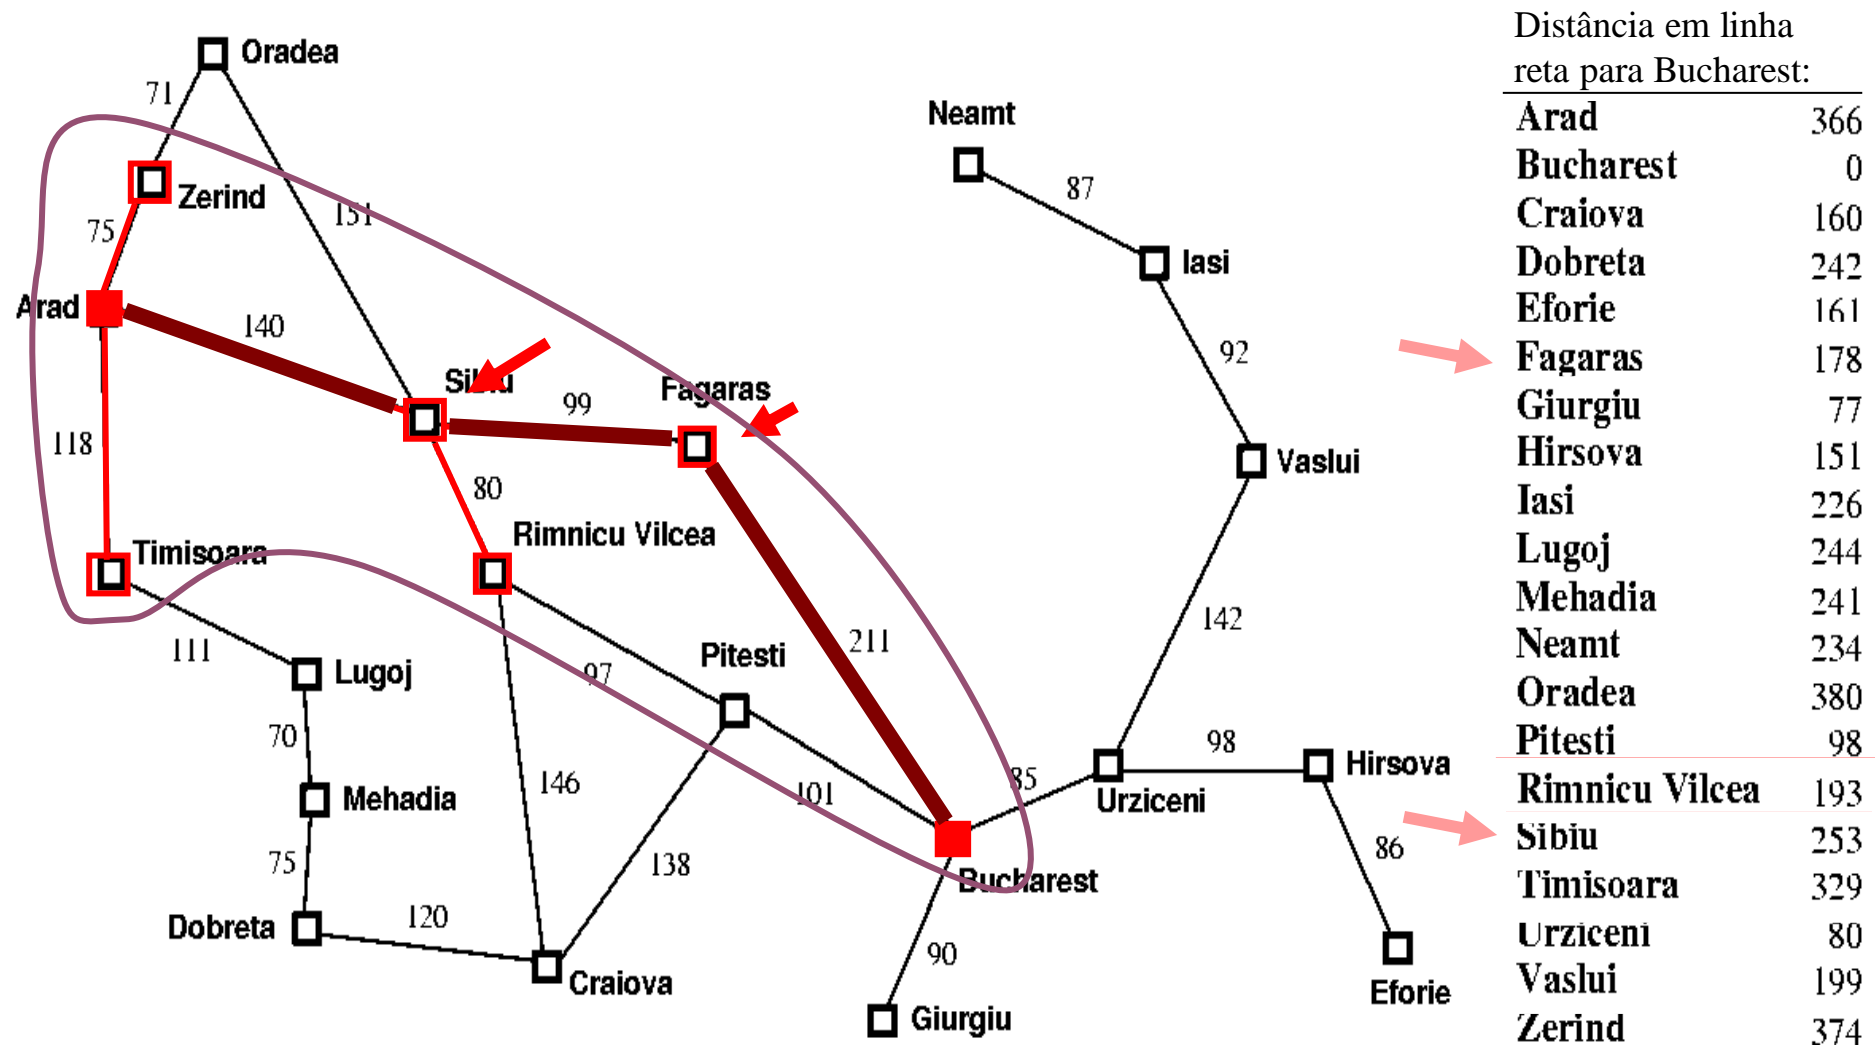 Oradea
71
Zerind
151
75
Arad
140
Sibiu
Fagaras
99
118
80
Timisoara
Rimnicu Vilcea
111
Lugoj
97
Pitesti
211
70
146
Mehadia
101
75
138
Dobreta
120
Craiova
Bucharest
90
Giurgiu
Neamt
87
Iasi
92
Vaslui
142
85
98
Urziceni
Hirsova
86
Eforie
Distância em linha
reta para Bucharest:
Arad 366
Bucharest 0
Craiova 160
Dobreta 242
Eforie 161
Fagaras 178
Giurgiu 77
Hirsova 151
Iasi 226
Lugoj 244
Mehadia 241
Neamt 234
Oradea 380
Pitesti 98
Rimnicu Vilcea 193
Sibiu 253
Timisoara 329
Urziceni 80
Vaslui 199
Zerind 374